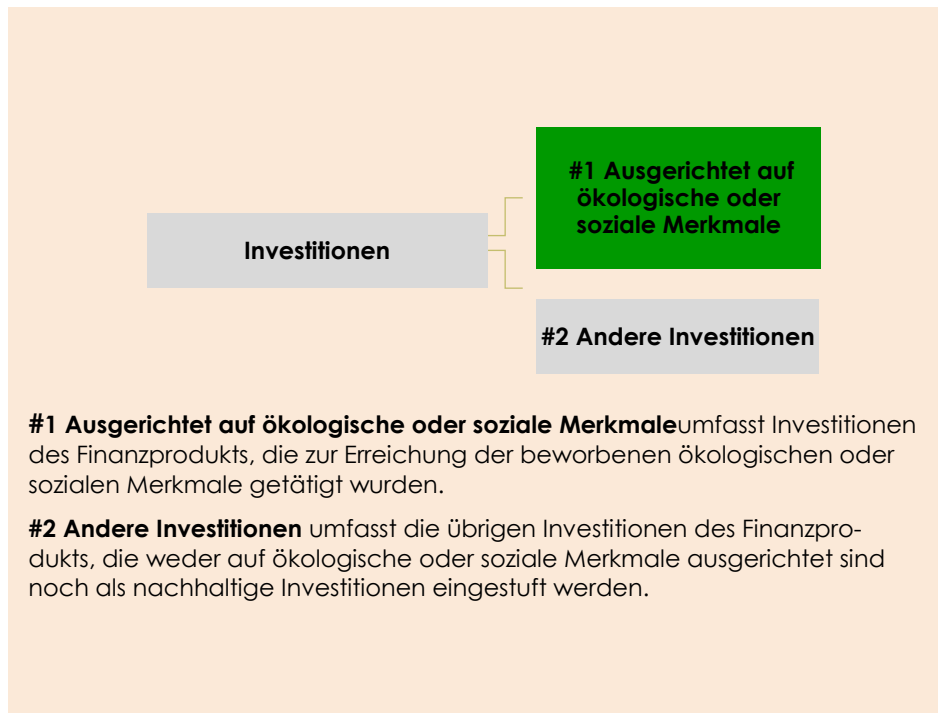 #1 Ausgerichtet auf
ökologische oder
soziale Merkmale
Investitionen
#2 Andere Investitionen
#1 Ausgerichtet auf ökologische oder soziale Merkmaleumfasst Investitionen
des Finanzprodukts, die zur Erreichung der beworbenen ökologischen oder
sozialen Merkmale getätigt wurden.
#2 Andere Investitionen umfasst die übrigen Investitionen des Finanzpro-
dukts, die weder auf ökologische oder soziale Merkmale ausgerichtet sind
noch als nachhaltige Investitionen eingestuft werden.